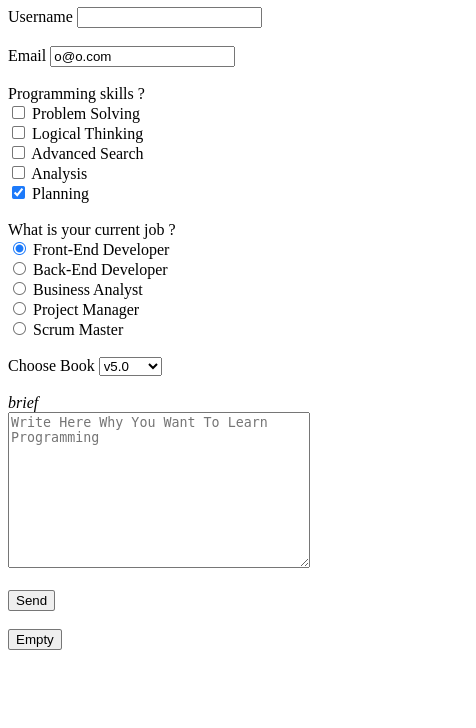 Username
Email o@o.com
Programming skills ?
Problem Solving
Logical Thinking
Advanced Search
Analysis
Planning
What is your current job ?
Front-End Developer
Back-End Developer
Business Analyst
Project Manager
Scrum Master
Choose Book v5.0
brief
Write Here Why You Want To Learn
Programming
Send
Empty